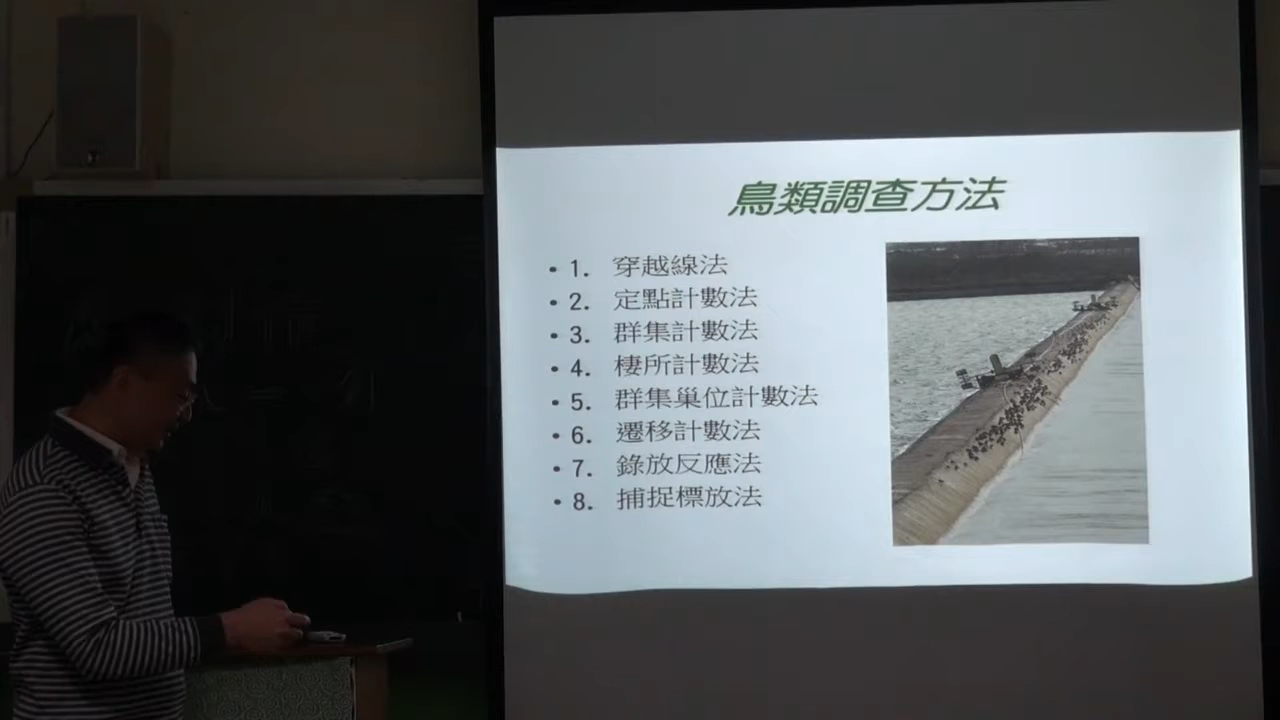 鳥類調查方法
• 1. 穿越線法
• 2. 定點計數法
• 3. 群集計數法
• 4. 棲所計數法
• 5. 群集巢位計數法
• 6. 遷移計數法
• 7. 錄放反應法
• 8. 捕捉標放法